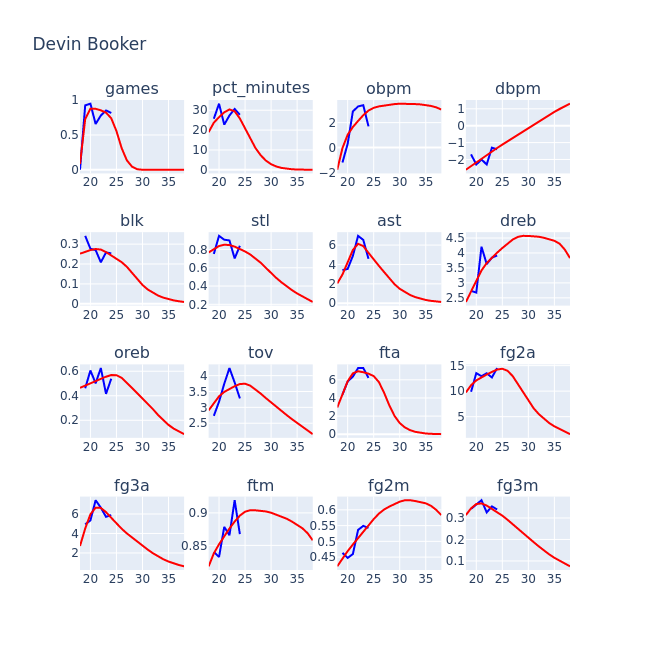 Devin Booker
games pct_minutes obpm dbpm
1 0.5 0 20 25 30 35
30 20 10 0 20 25 30 35
2 0 −2 20 25 30 35
1 0 −1 −2 20 25 30 35
blk stl ast dreb
0.3 0.2 0.1 0 20 25 30 35
0.8 0.6 0.4 0.2 20 25 30 35
6 4 2 0 20 25 30 35
4.5 4 3.5 3 2.5 20 25 30 35
oreb tov fta fg2a
0.6 0.4 0.2 20 25 30 35
4 3.5 3 2.5 20 25 30 35
6 4 2 0 20 25 30 35
15 10 5 20 25 30 35
fg3a ftm fg2m fg3m
6 4 2 20 25 30 35
0.9 0.85 20 25 30 35
0.6 0.55 0.5 0.45 20 25 30 35
0.3 0.2 0.1 20 25 30 35